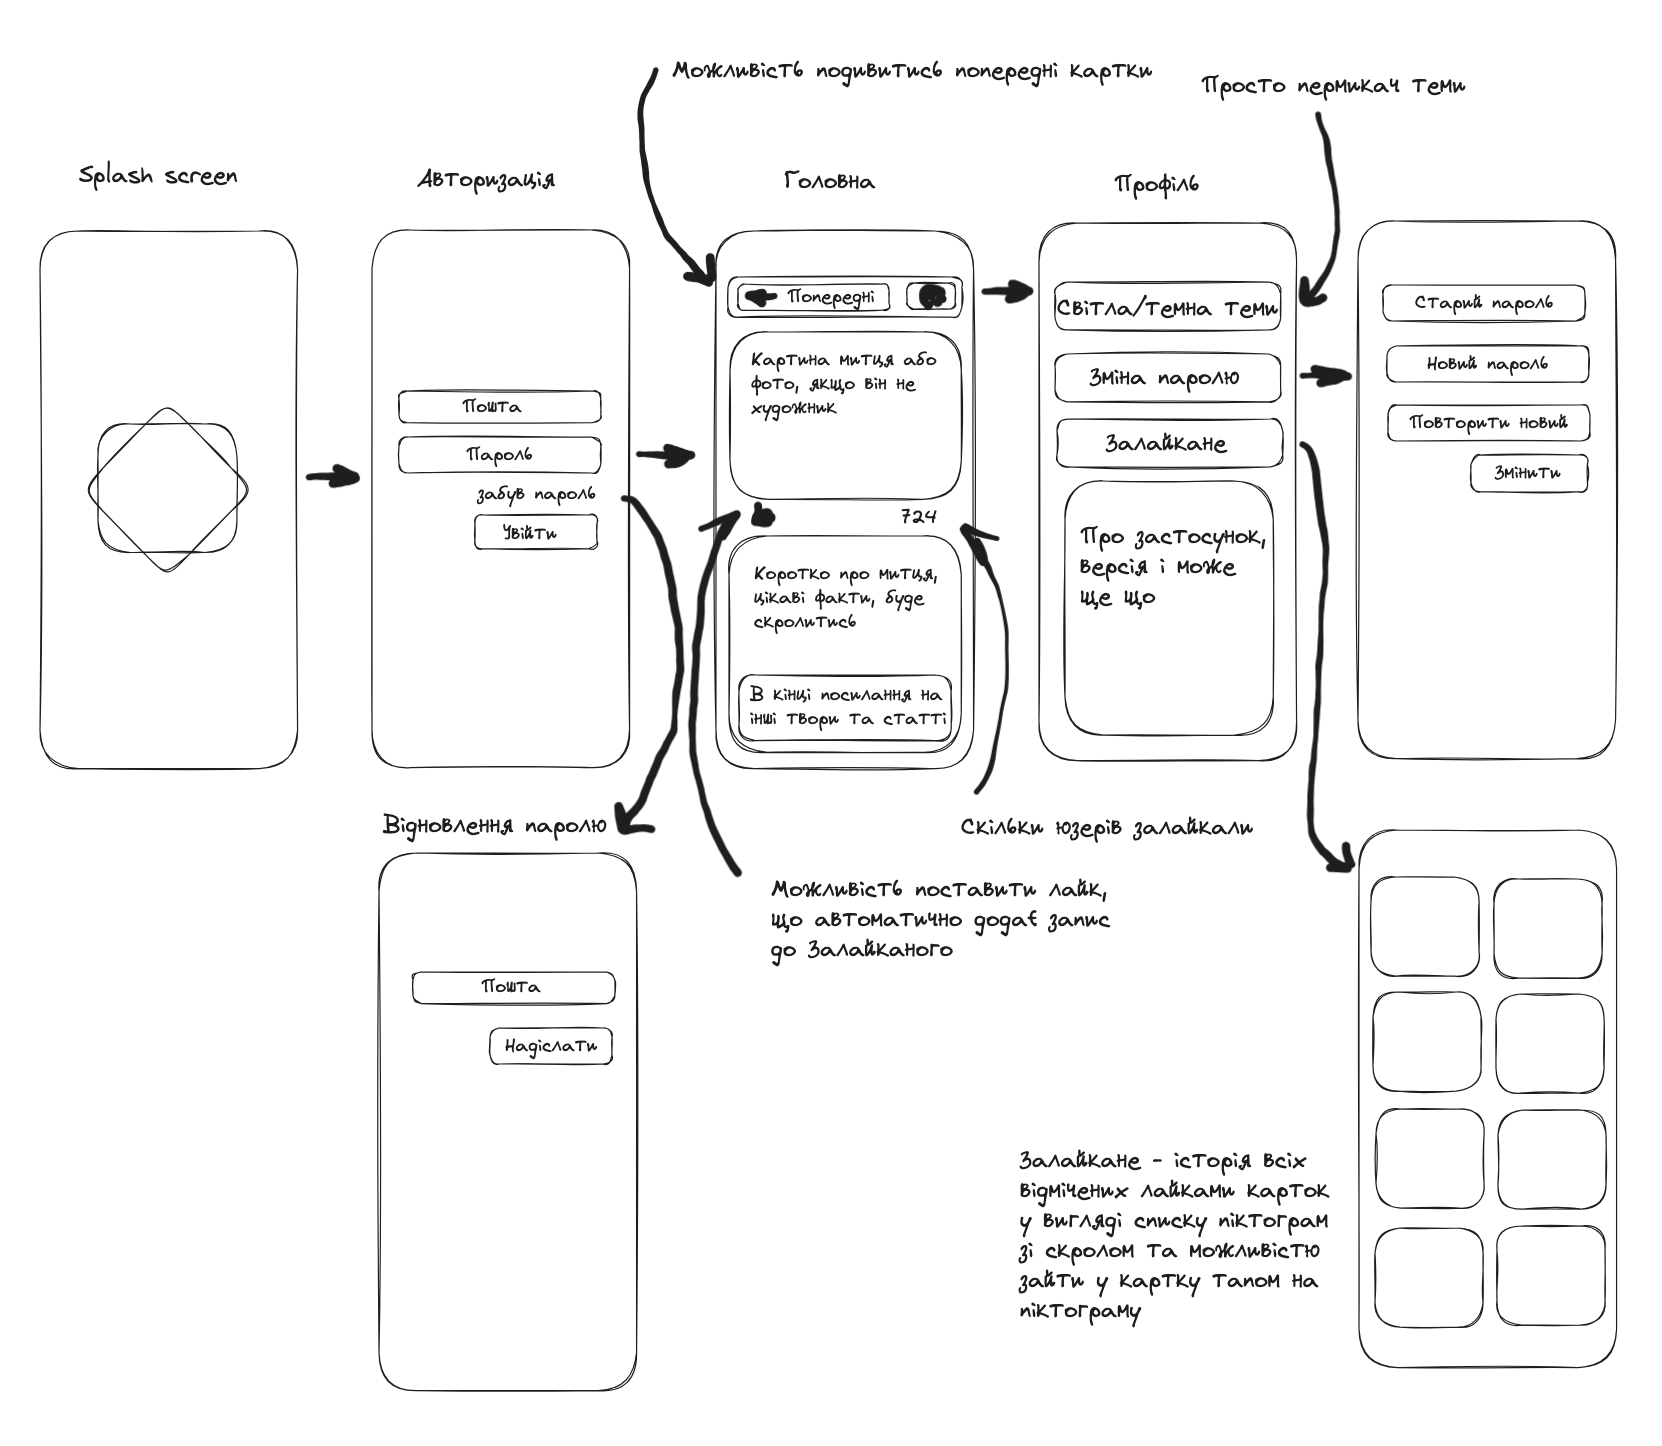 Можливість подивитись попередні картки
Просто пермикач теми
Splash screen
Авторизація
Головна
Профіль
Пошта
Пароль
забув пароль
Увійти
Попередні
Картина митця або
фото, якщо він не
художник
724
Коротко про митця,
цікаві факти, буде
скролитись
В кінці посилання на
інші твори та статті
Світла/темна теми
Зміна паролю
Залайкане
Про застосунок,
версія і може
ще що
Старий пароль
Новий пароль
Повторити новий
Змінити
Відновлення паролю
Пошта
Надіслати
Скільки юзерів залайкали
Можливість поставити лайк,
що автоматично додає запис
до Залайканого
Залайкане - історія всіх
відмічених лайками карток
у вигляді списку піктограм
зі скролом та можливістю
зайти у картку тапом на
піктограму